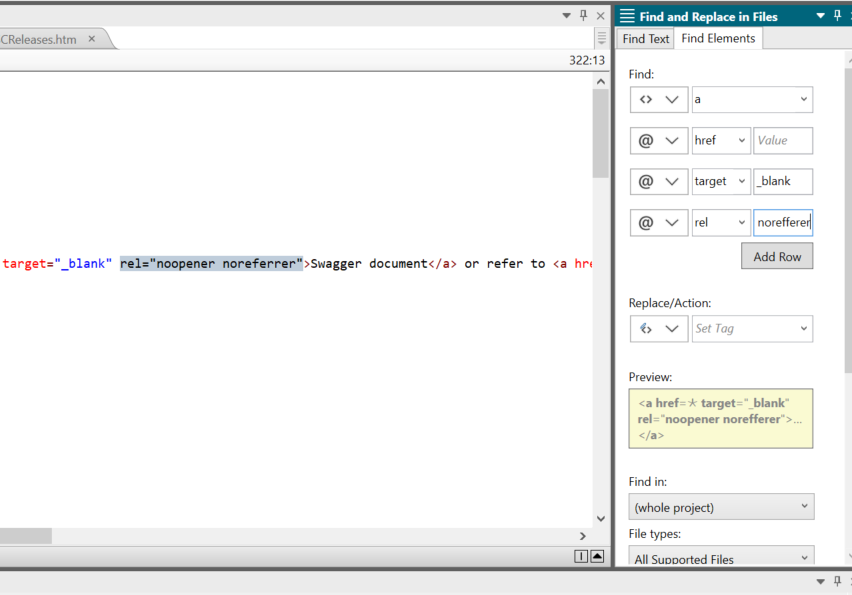 Find and Replace in Files
CReleases.htm ×
Find Text Find Elements
322:13
Find:
<> a
@ href Value
@ target _blank
@ rel norefferer
target="_blank" rel="noopener noreferrer">Swagger document</a> or refer to <a hre
Add Row
Replace/Action:
Set Tag
Preview:
<a href=* target="_blank"
rel="noopener norefferer">...
</a>
Find in:
(whole project)
File types:
All Supported Files